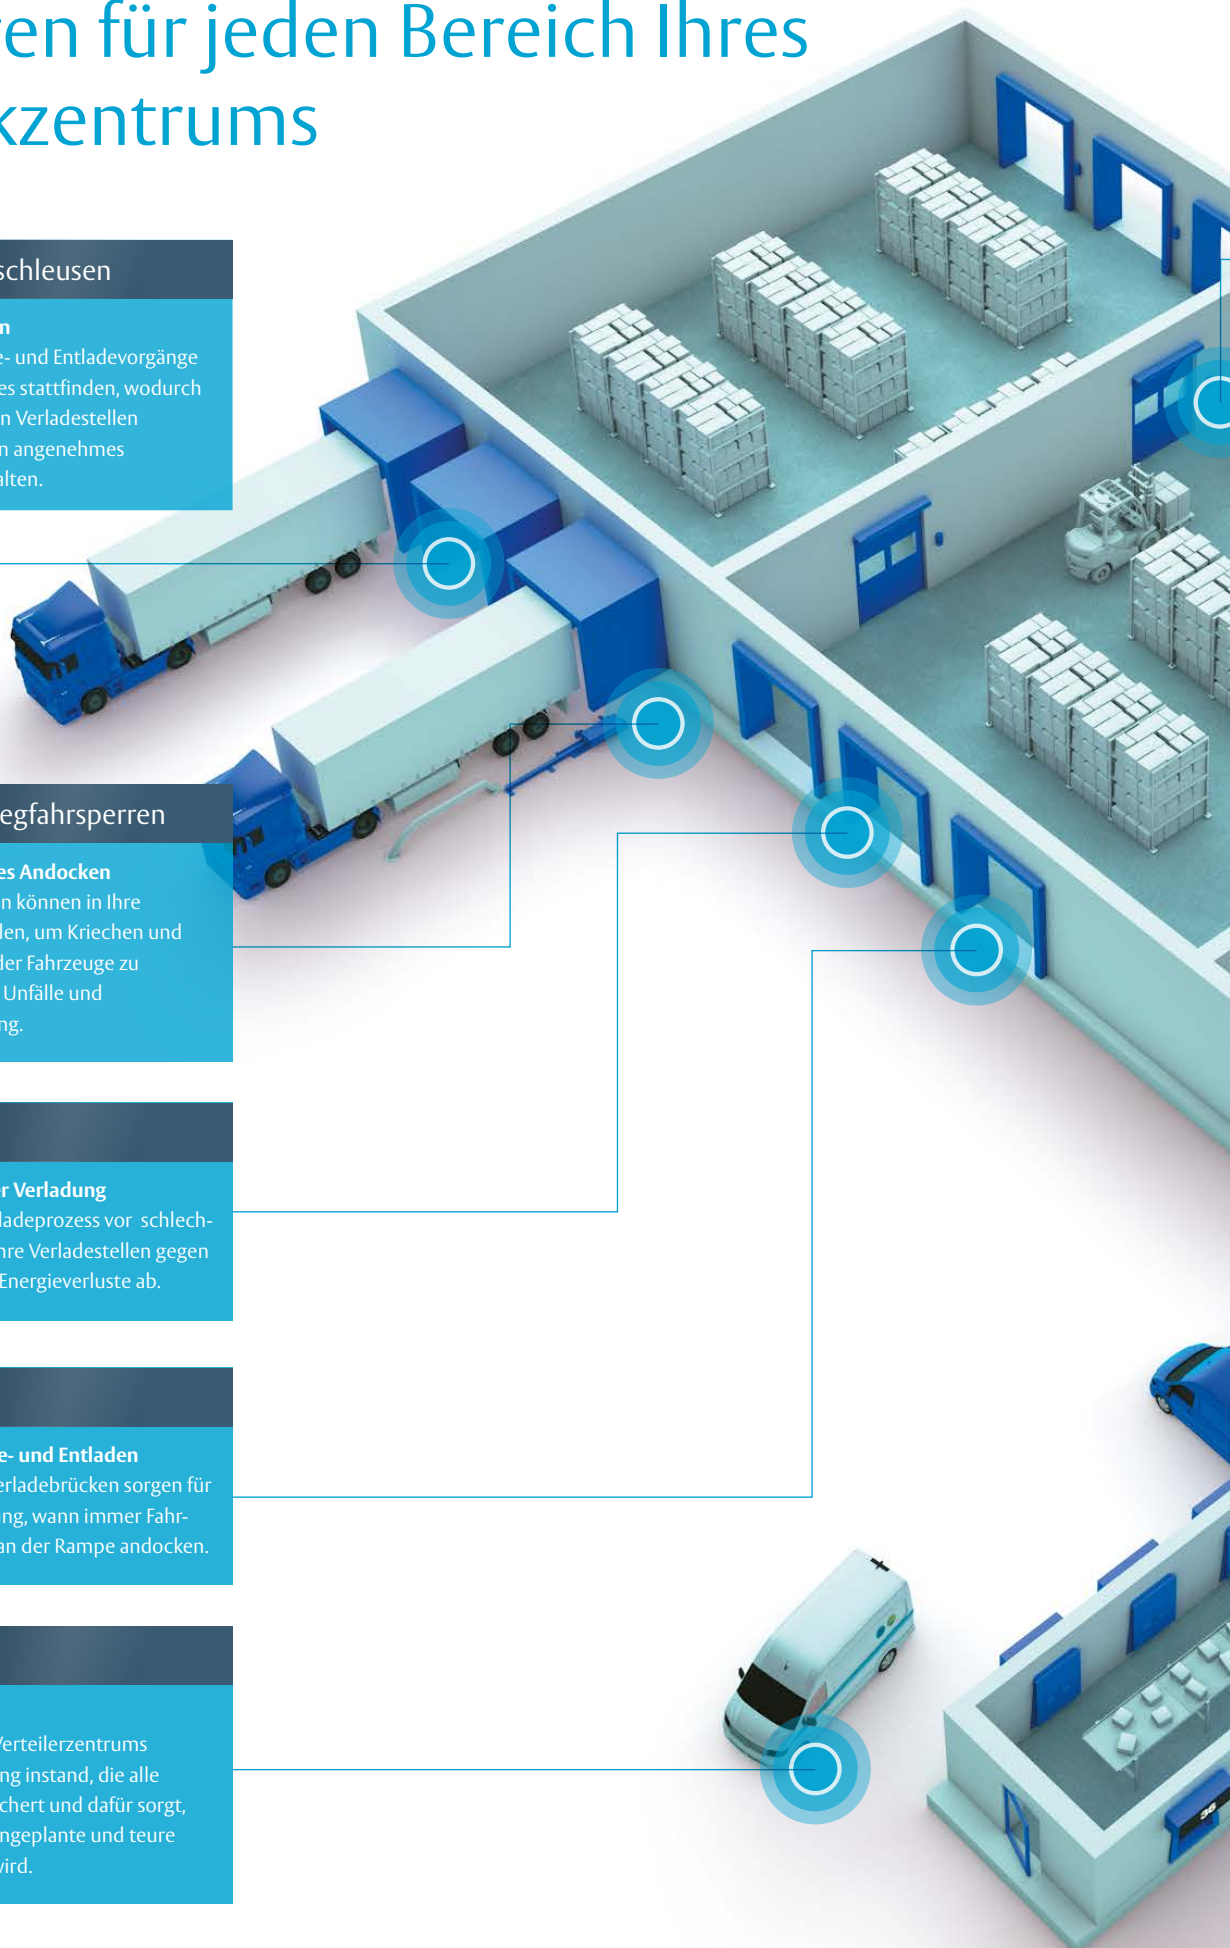 en für jeden Bereich Ihres
kzentrums
schleusen
n
e- und Entladevorgänge
es stattfinden, wodurch
n Verladestellen
n angenehmes
alten.
egfahrsperren
es Andocken
n können in Ihre
den, um Kriechen und
der Fahrzeuge zu
Unfälle und
ng.
er Verladung
ladeprozess vor schlech-
hre Verladestellen gegen
Energieverluste ab.
e- und Entladen
erladebrücken sorgen für
ng, wann immer Fahr-
an der Rampe andocken.
Verteilerzentrums
ng instand, die alle
chert und dafür sorgt,
ngeplante und teure
wird.
36